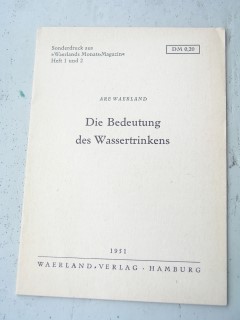 Sonderdruck aus
»Waerlands Monats-Magazin«
Heft 1 und 2
DM 0,20
ARE WAERLAND
Die Bedeutung
des Wassertrinkens
1951
WAERLAND-VERLAG · HAMBURG